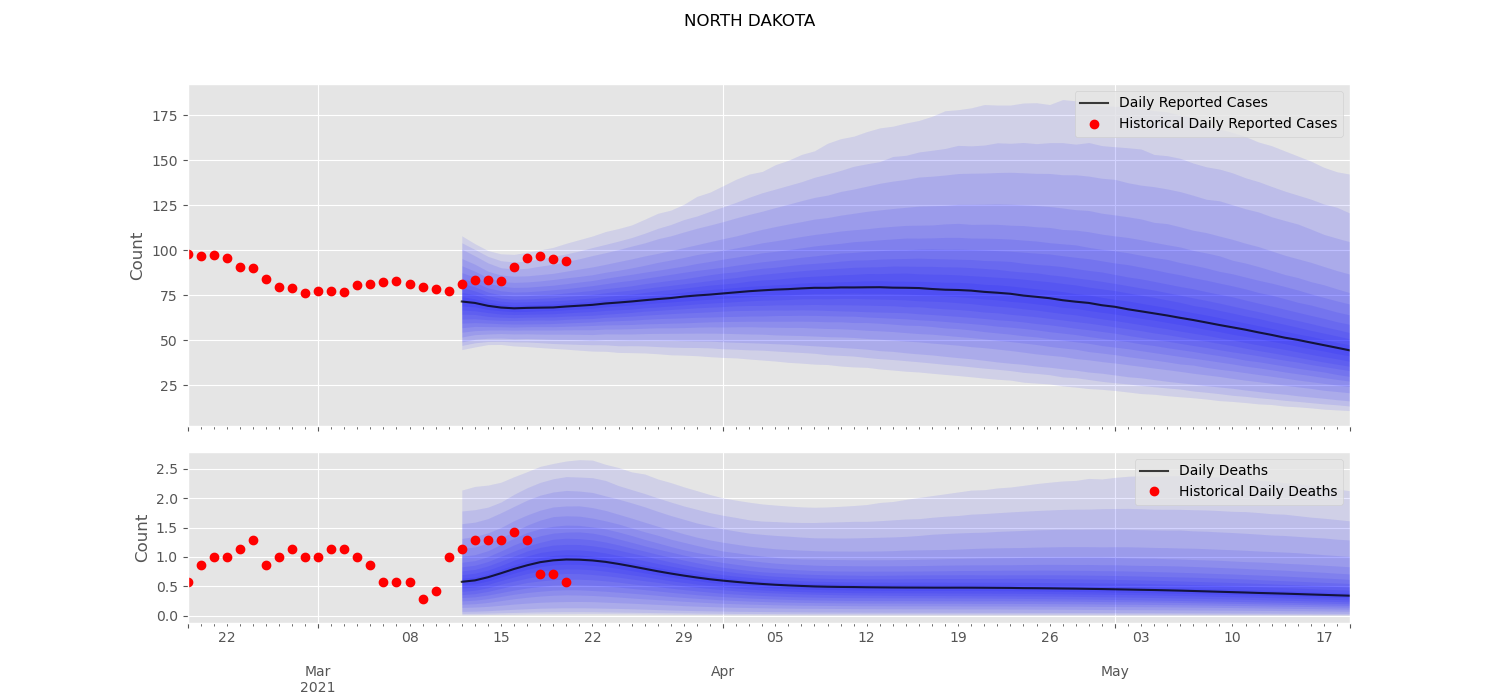 NORTH DAKOTA
175
150
125
100
75
50
25
Count
Daily Reported Cases
Historical Daily Reported Cases
2.5
2.0
1.5
1.0
0.5
0.0
Count
Daily Deaths
Historical Daily Deaths
22 08 15 22 29 05 12 19 26 03 10 17
Mar Apr May
2021